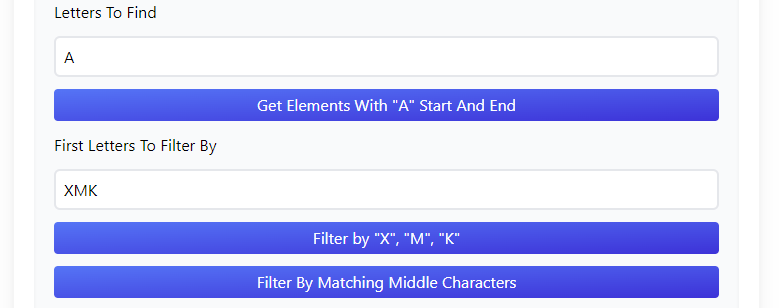 Letters To Find
A
Get Elements With "A" Start And End
First Letters To Filter By
XMK
Filter by "X", "M", "K"
Filter By Matching Middle Characters